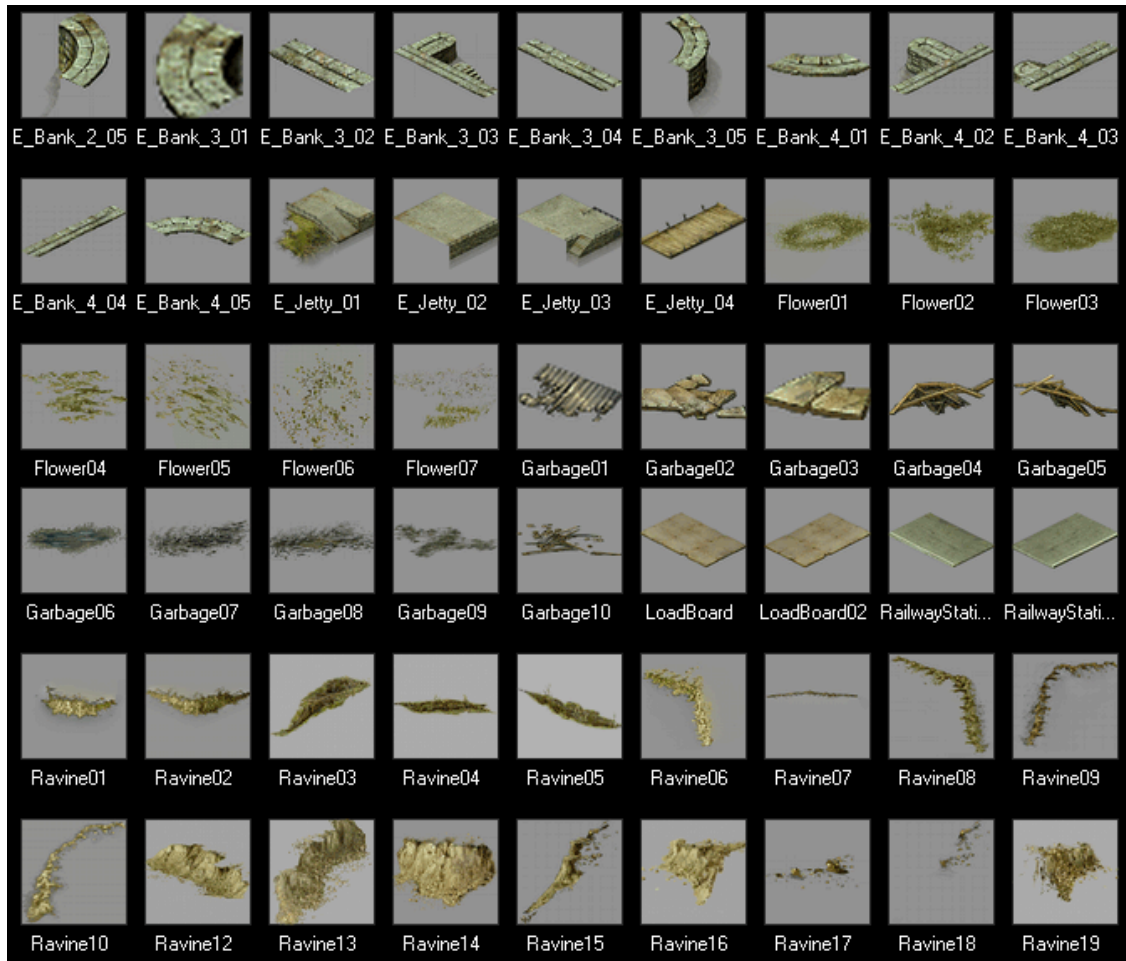 E_Bank_2_05 E_Bank_3_01 E_Bank_3_02 E_Bank_3_03 E_Bank_3_04 E_Bank_3_05 E_Bank_4_01 E_Bank_4_02 E_Bank_4_03
E_Bank_4_04 E_Bank_4_05 E_Jetty_01 E_Jetty_02 E_Jetty_03 E_Jetty_04 Flower01 Flower02 Flower03
Flower04 Flower05 Flower06 Flower07 Garbage01 Garbage02 Garbage03 Garbage04 Garbage05
Garbage06 Garbage07 Garbage08 Garbage09 Garbage10 LoadBoard LoadBoard02 RailwayStati... RailwayStati...
Ravine01 Ravine02 Ravine03 Ravine04 Ravine05 Ravine06 Ravine07 Ravine08 Ravine09
Ravine10 Ravine12 Ravine13 Ravine14 Ravine15 Ravine16 Ravine17 Ravine18 Ravine19